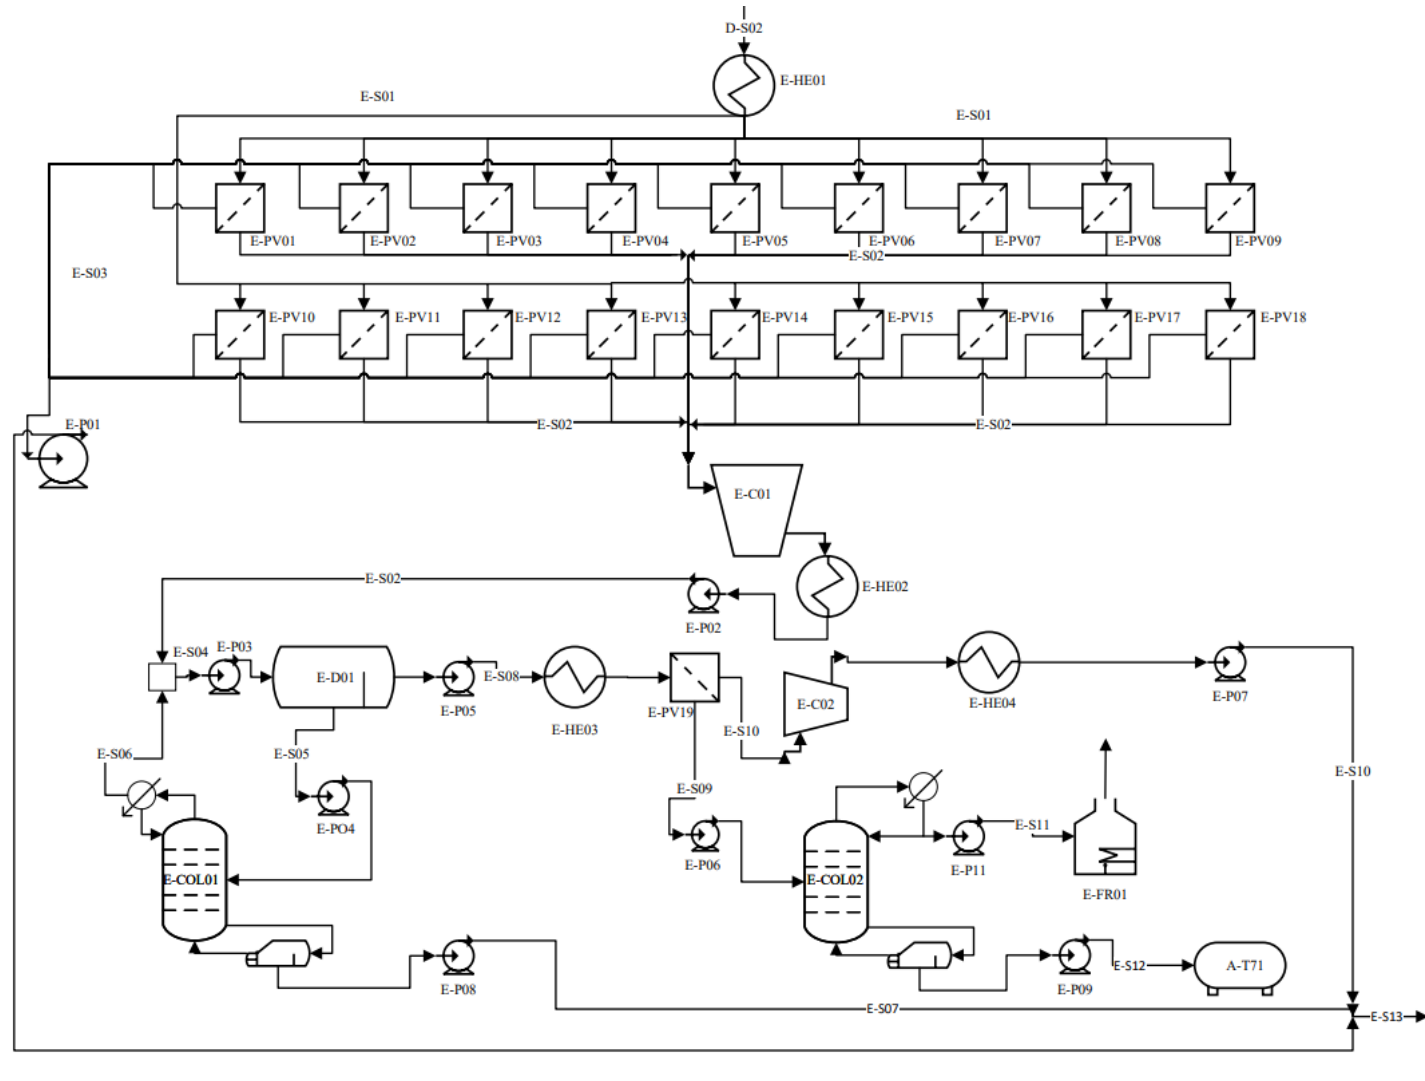 D-S02
E-HE01
E-S01
E-S01
E-PV01
E-PV02
E-PV03
E-PV04
E-PV05
E-PV06
E-PV07
E-PV08
E-PV09
E-S02
E-S03
E-PV10
E-PV11
E-PV12
E-PV13
E-PV14
E-PV15
E-PV16
E-PV17
E-PV18
E-S02
E-S02
E-P01
E-C01
E-S02
E-HE02
E-P02
E-S04
E-P03
E-D01
E-S08
E-P05
E-HE03
E-PV19
E-S10
E-C02
E-HE04
E-P07
E-S06
E-S05
E-S09
E-S10
E-PO4
E-P06
E-S11
E-P11
E-FR01
E-COL01
E-COL02
E-P08
E-P09
E-S12
A-T71
E-S07
E-S13